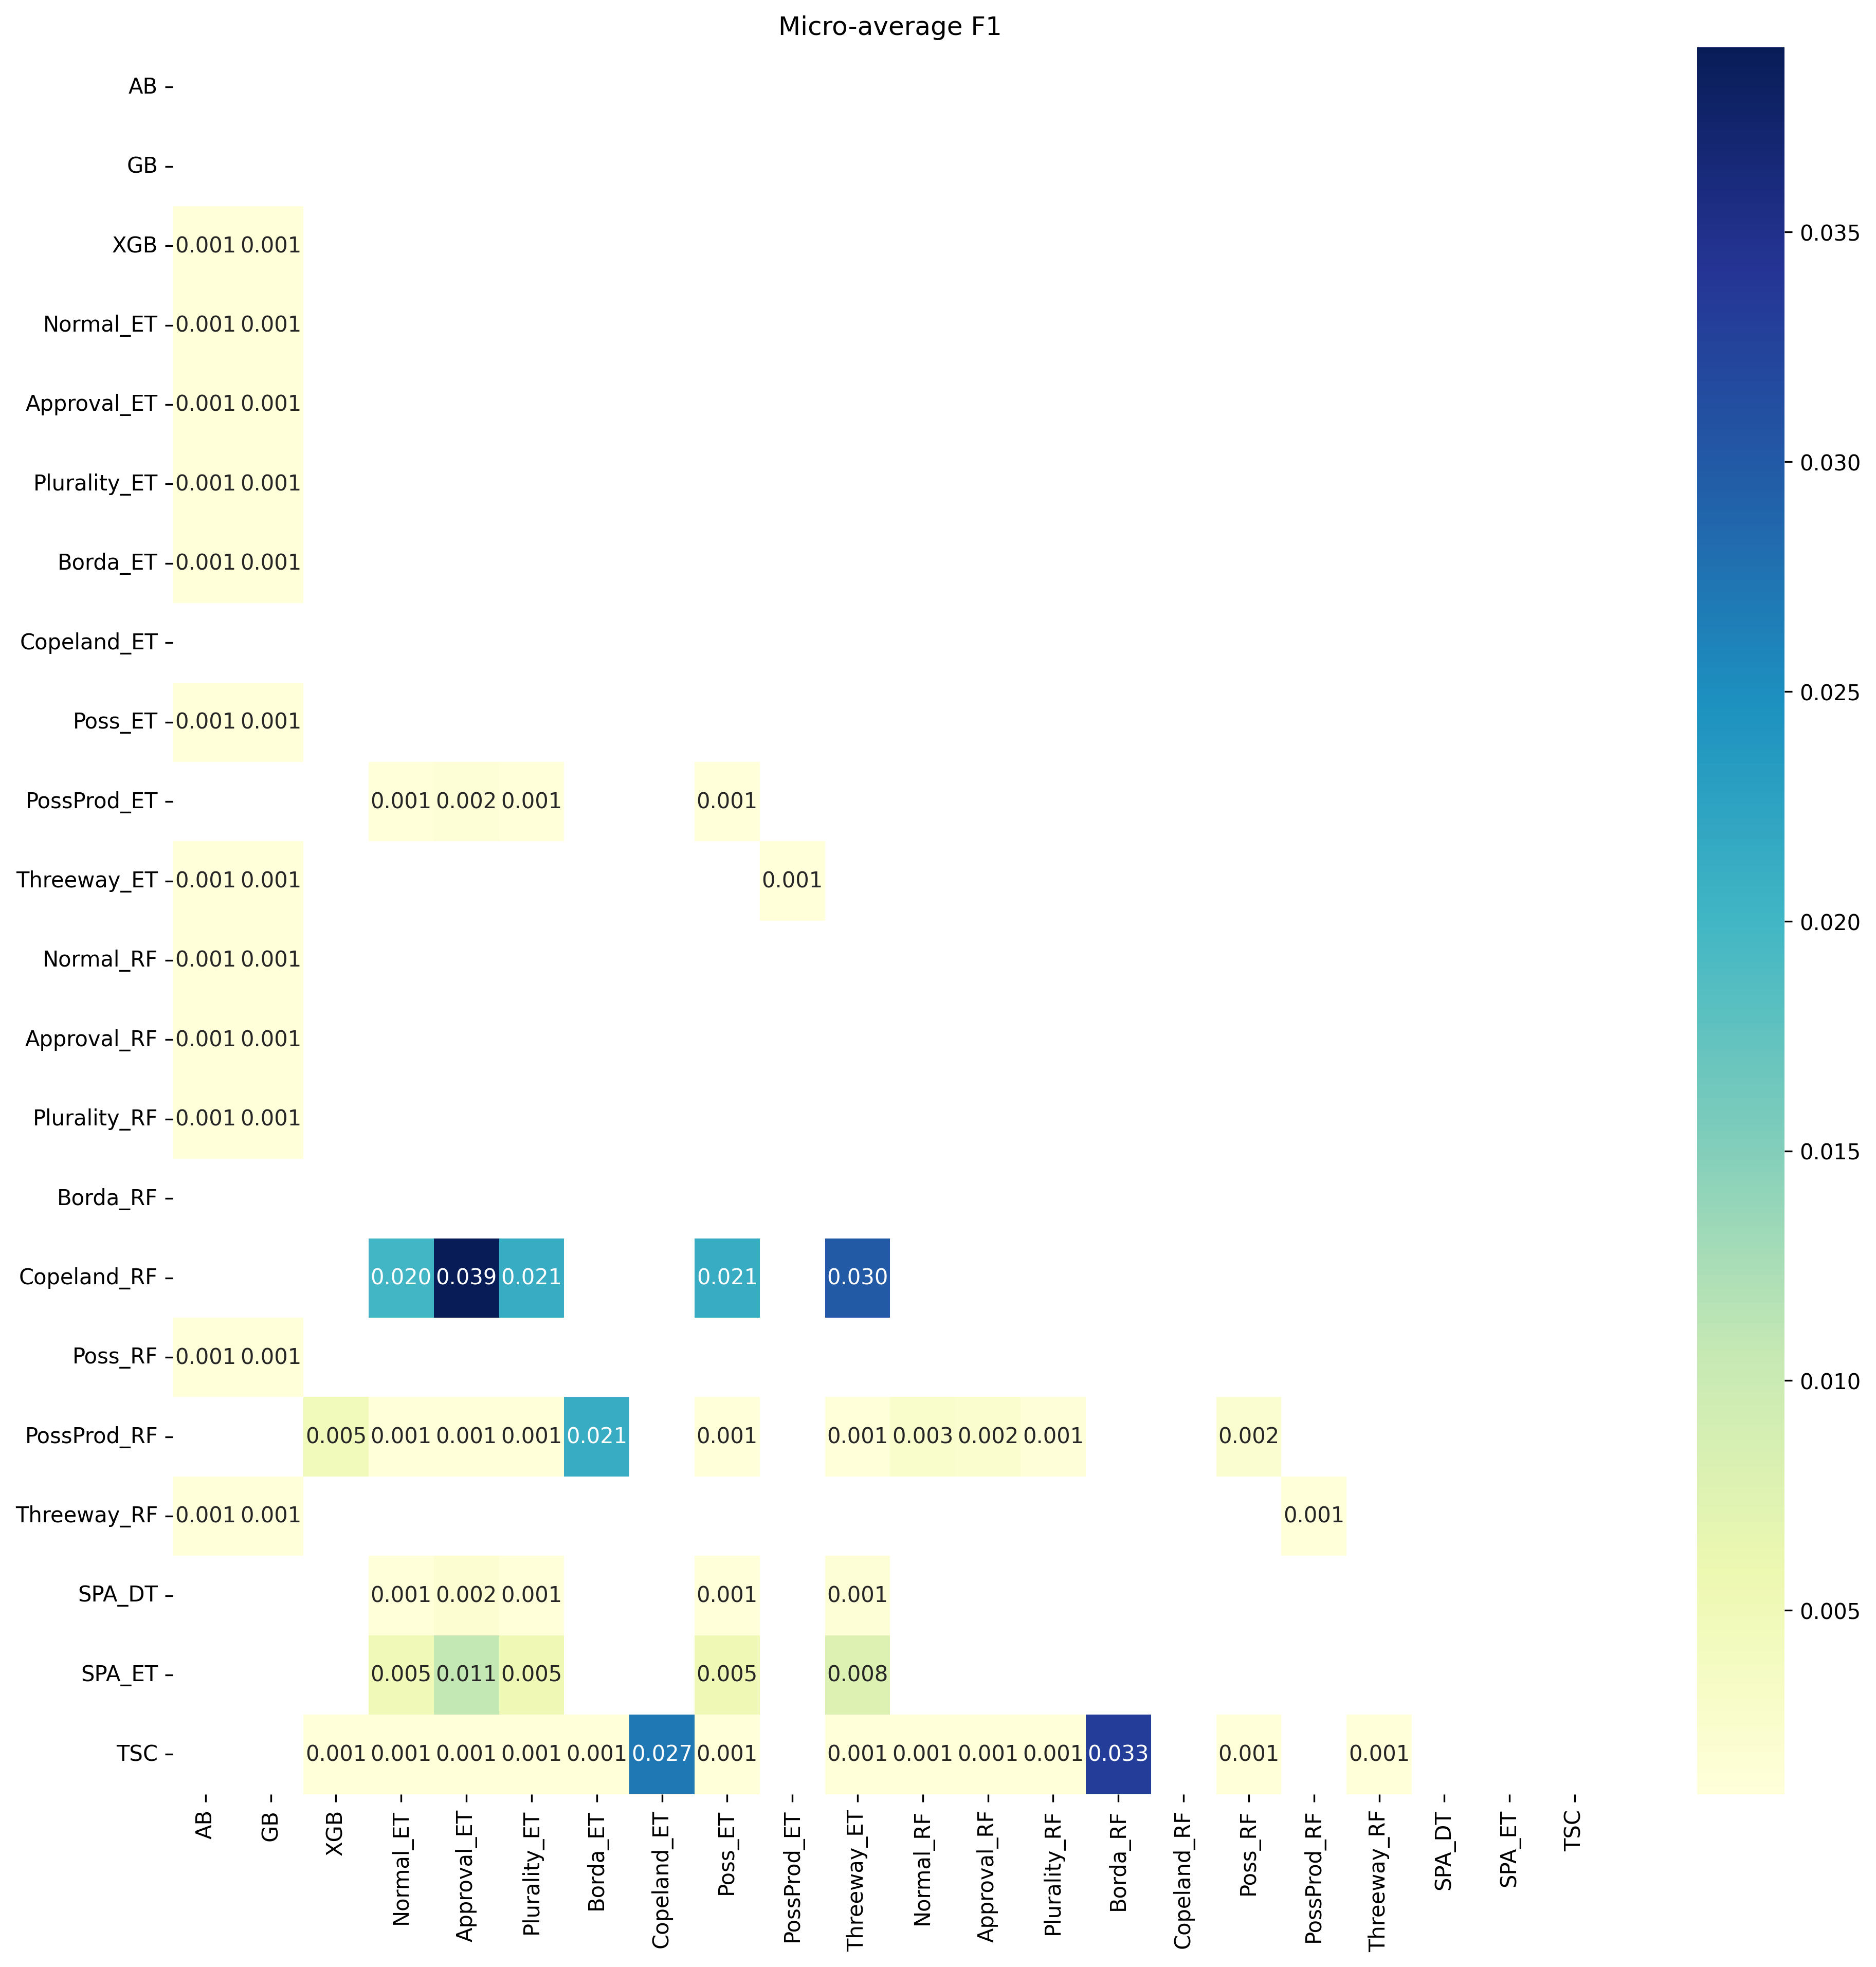 Micro-average F1
AB
GB
XGB 0.001 0.001
0.035
Normal_ET 0.001 0.001
Approval_ET 0.001 0.001
0.030
Plurality_ET 0.001 0.001
Borda_ET 0.001 0.001
Copeland_ET
0.025
Poss_ET 0.001 0.001
PossProd_ET 0.001 0.002 0.001 0.001
Threeway_ET 0.001 0.001 0.001
0.020
Normal_RF 0.001 0.001
Approval_RF 0.001 0.001
Plurality_RF 0.001 0.001
0.015
Borda_RF
Copeland_RF 0.020 0.039 0.021 0.021 0.030
Poss_RF 0.001 0.001
0.010
PossProd_RF 0.005 0.001 0.001 0.001 0.021 0.001 0.001 0.003 0.002 0.001 0.002
Threeway_RF 0.001 0.001 0.001
SPA_DT 0.001 0.002 0.001 0.001 0.001
0.005
SPA_ET 0.005 0.011 0.005 0.005 0.008
TSC 0.001 0.001 0.001 0.001 0.001 0.027 0.001 0.001 0.001 0.001 0.001 0.033 0.001 0.001
AB
GB
XGB
Normal_ET
Approval_ET
Plurality_ET
Borda_ET
Copeland_ET
Poss_ET
PossProd_ET
Threeway_ET
Normal_RF
Approval_RF
Plurality_RF
Borda_RF
Copeland_RF
Poss_RF
PossProd_RF
Threeway_RF
SPA_DT
SPA_ET
TSC